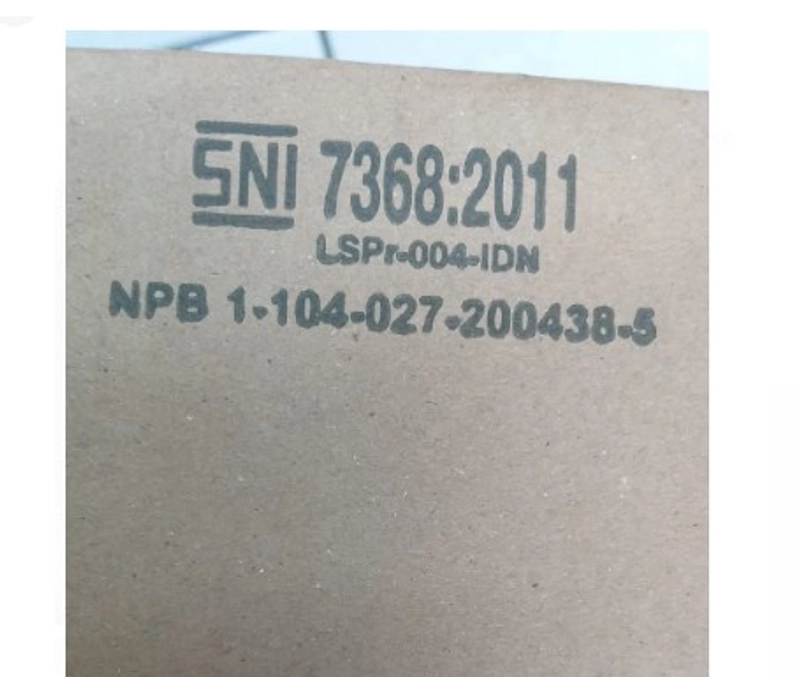 SNI 7368:2011
LSPr-004-IDN
NPB 1-104-027-200438-5